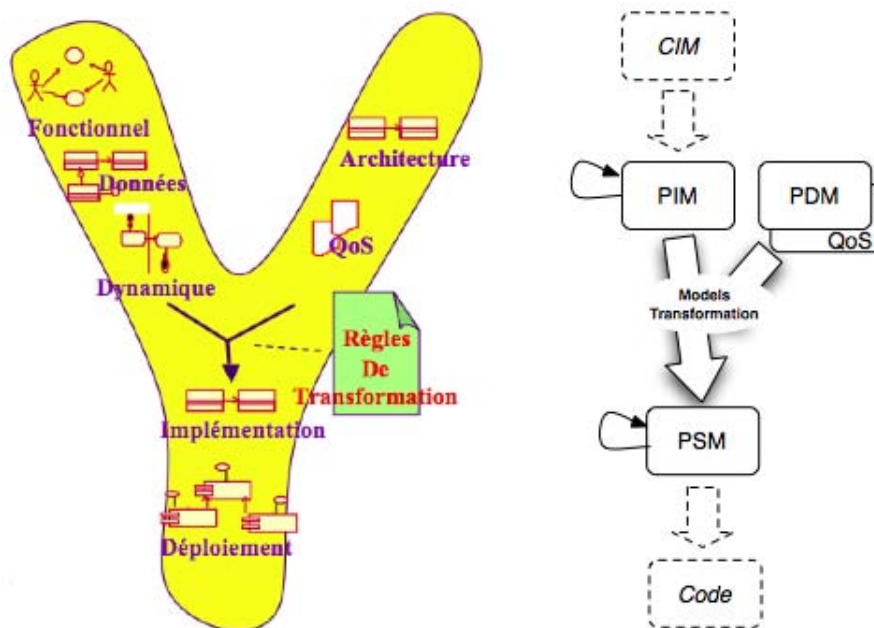 Fonctionnel
Données
Dynamique
Architecture
QoS
Règles
De
Transformation
Implémentation
Déploiement
CIM
PIM
PDM
QoS
Models
Transformation
PSM
Code